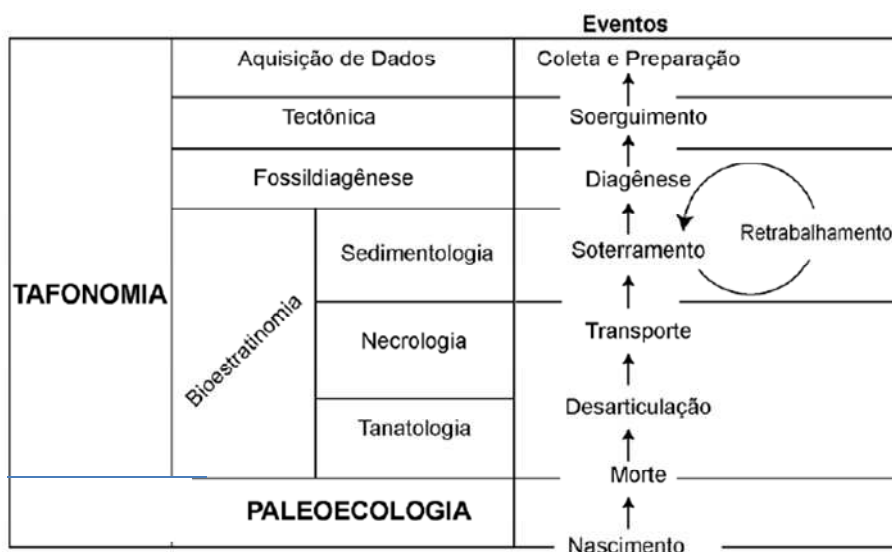 Eventos
Aquisição de Dados
Coleta e Preparação
Tectônica
Soerguimento
Fossildiagênese
Diagênese
Retrabalhamento
Sedimentologia
Soterramento
TAFONOMIA
Bioestratinomia
Necrologia
Transporte
Desarticulação
Tanatologia
Morte
PALEOECOLOGIA
Nascimento